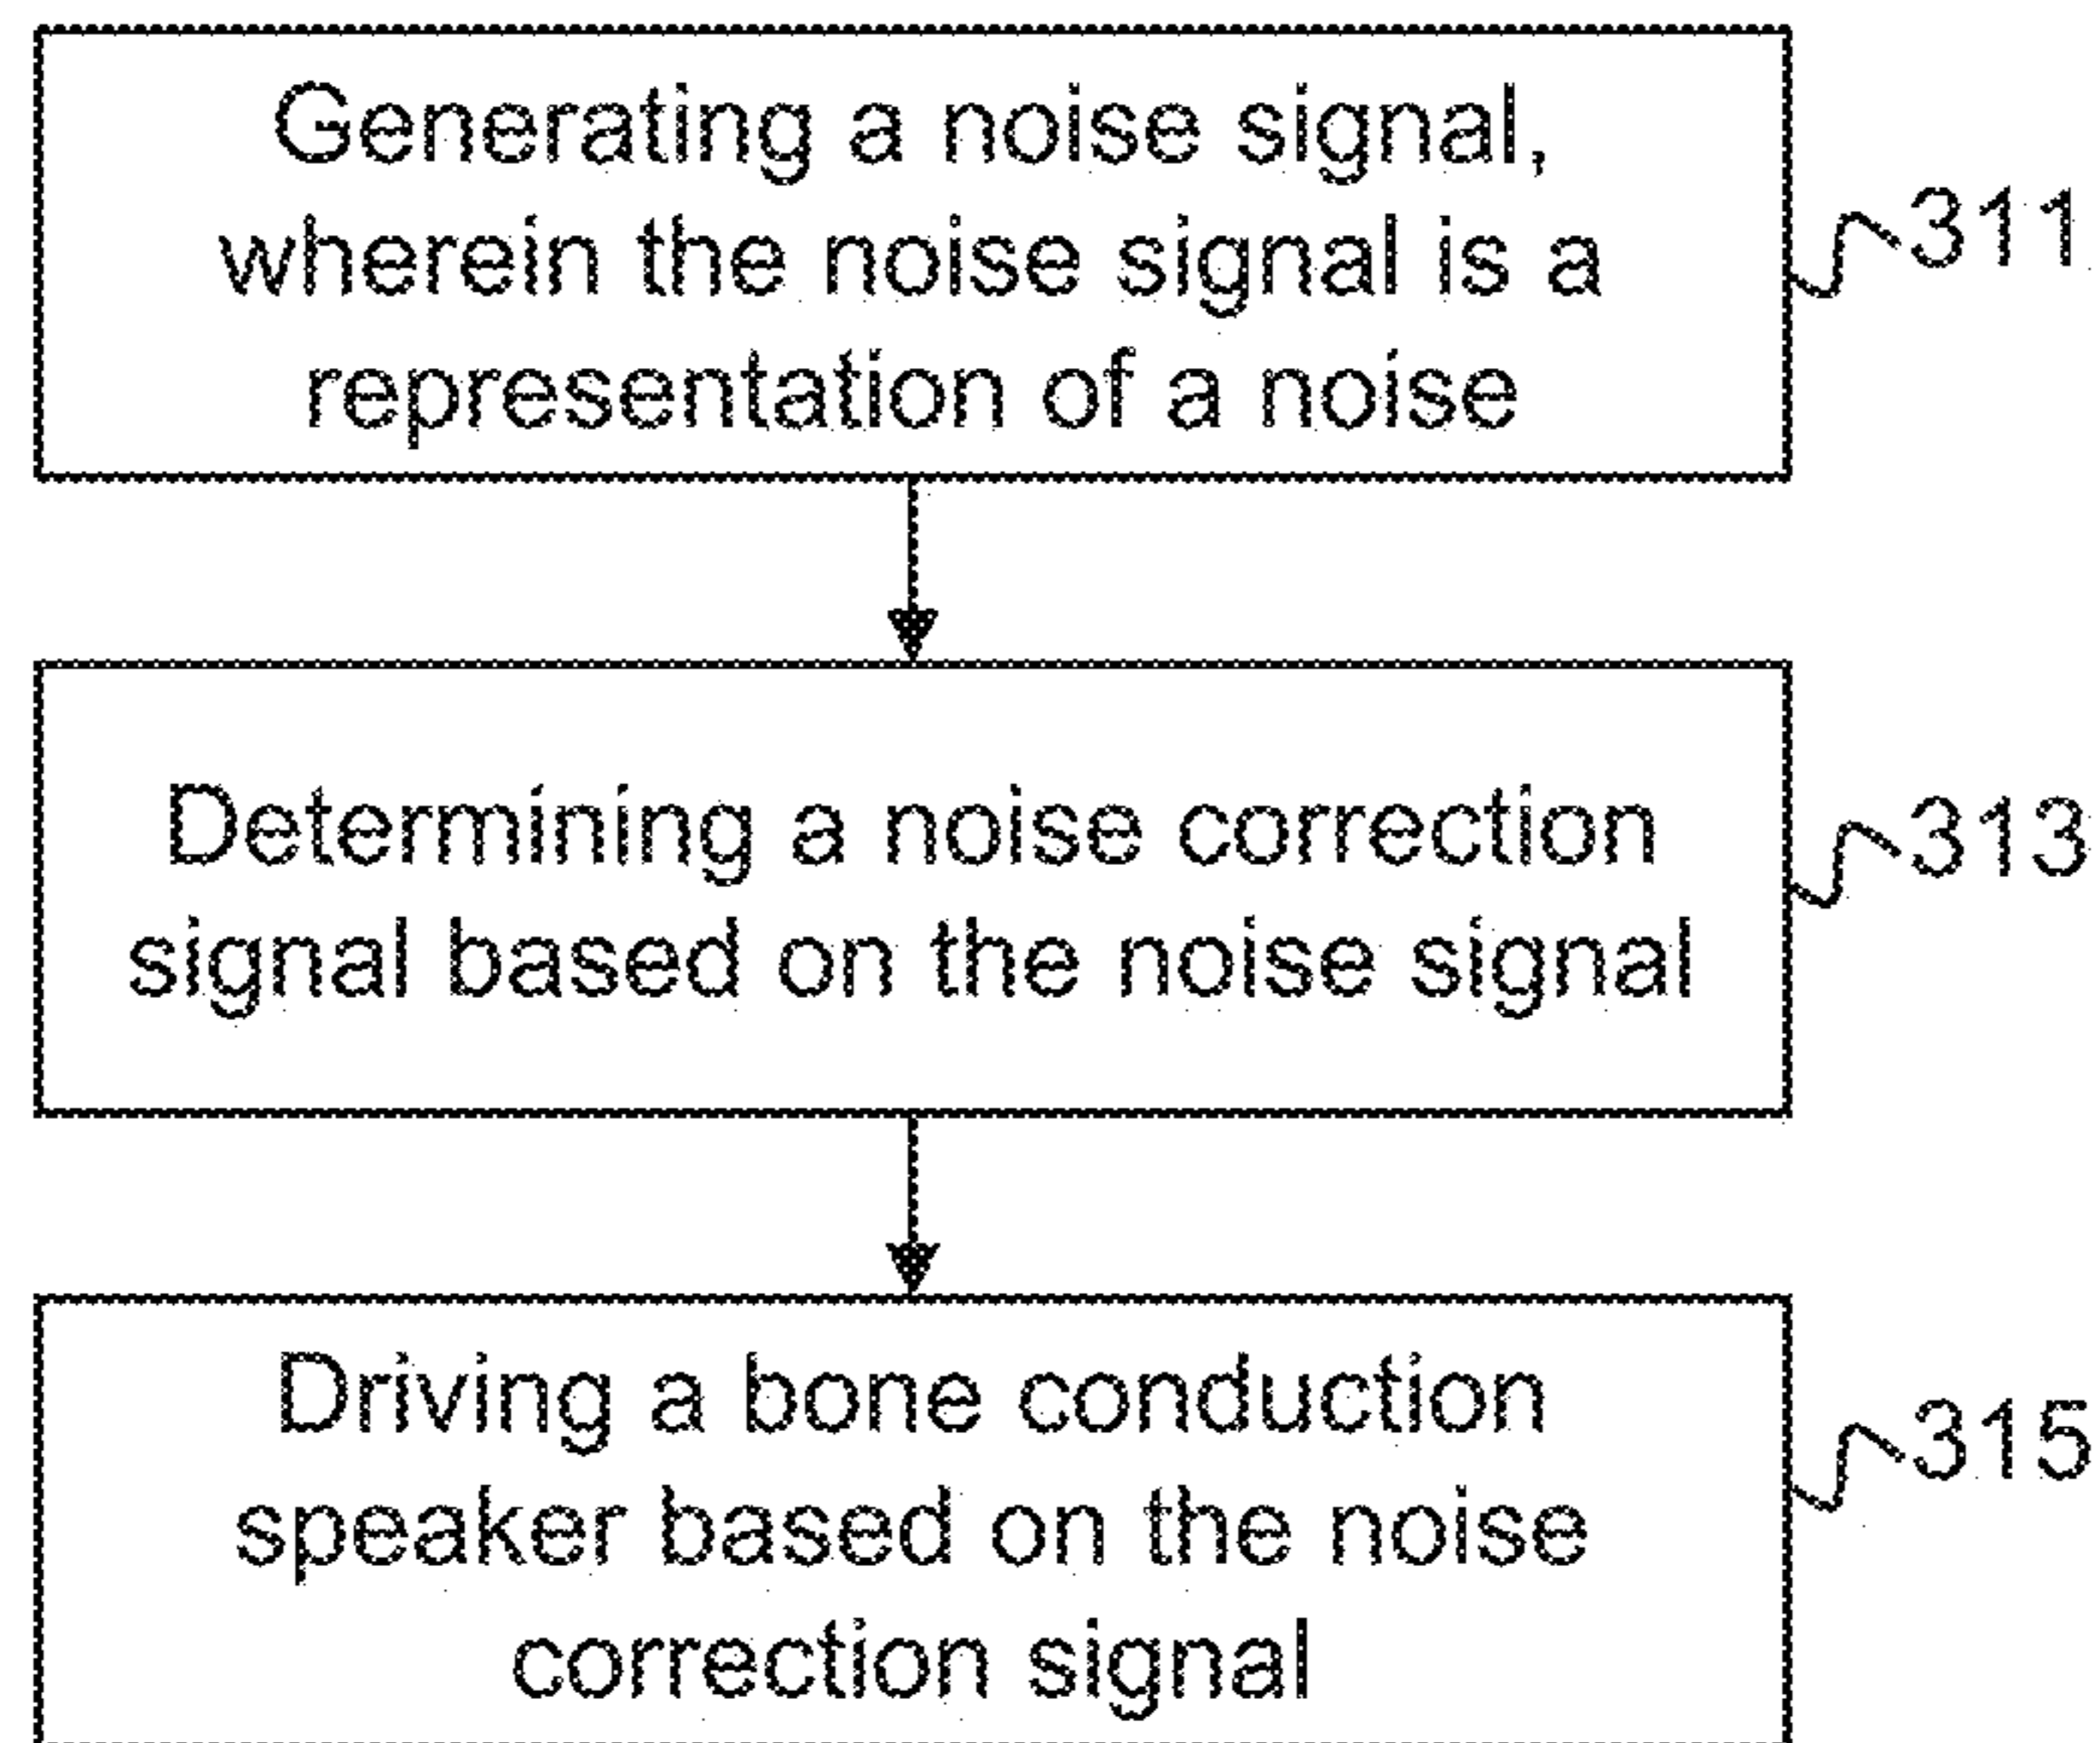 Generating a noise signal,
wherein the noise signal is a
representation of a noise
311
Determining a noise correction
signal based on the noise signal
313
Driving a bone conduction
speaker based on the noise
correction signal
315